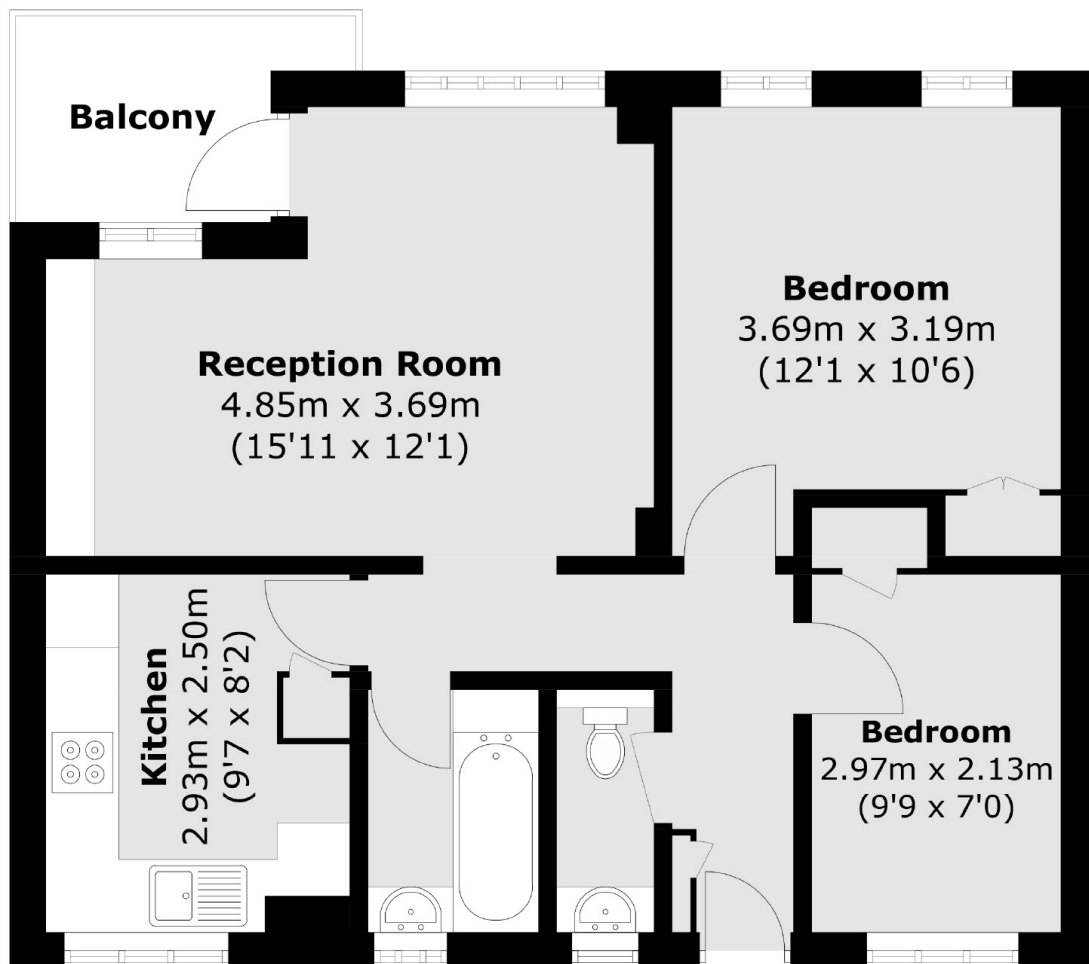 Balcony
Bedroom
3.69m x 3.19m
(12'1 x 10'6)
Reception Room
4.85m x 3.69m
(15'11 x 12'1)
Kitchen
2.93m x 2.50m
(9'7 x 8'2)
Bedroom
2.97m x 2.13m
(9'9 x 7'0)